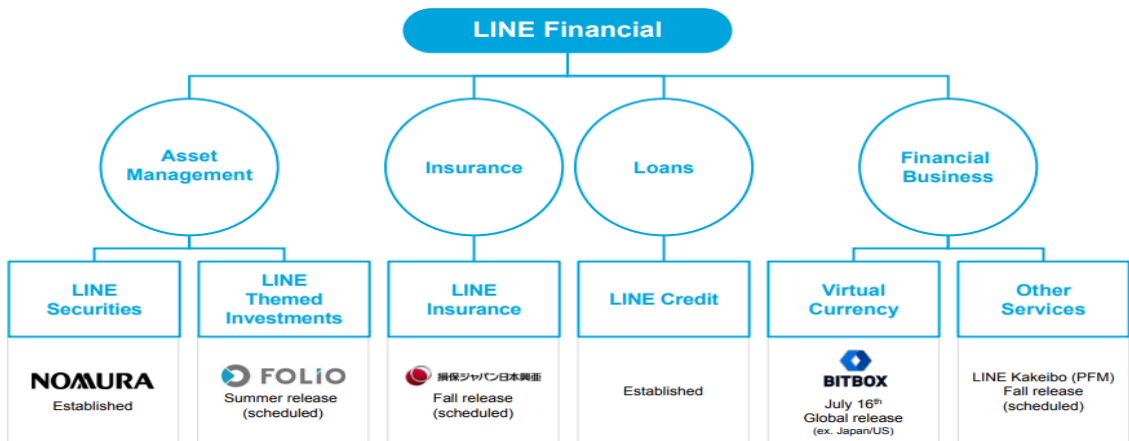 LINE Financial
Asset
Management
Insurance
Loans
Financial
Business
LINE
Securities
LINE
Themed
Investments
LINE
Insurance
LINE Credit
Virtual
Currency
Other
Services
NOMURA
Established
FOLIO
Summer release
(scheduled)
損保ジャパン日本興亜
Fall release
(scheduled)
Established
BITBOX
July 16th
Global release
(ex. Japan/US)
LINE Kakeibo (PFM)
Fall release
(scheduled)